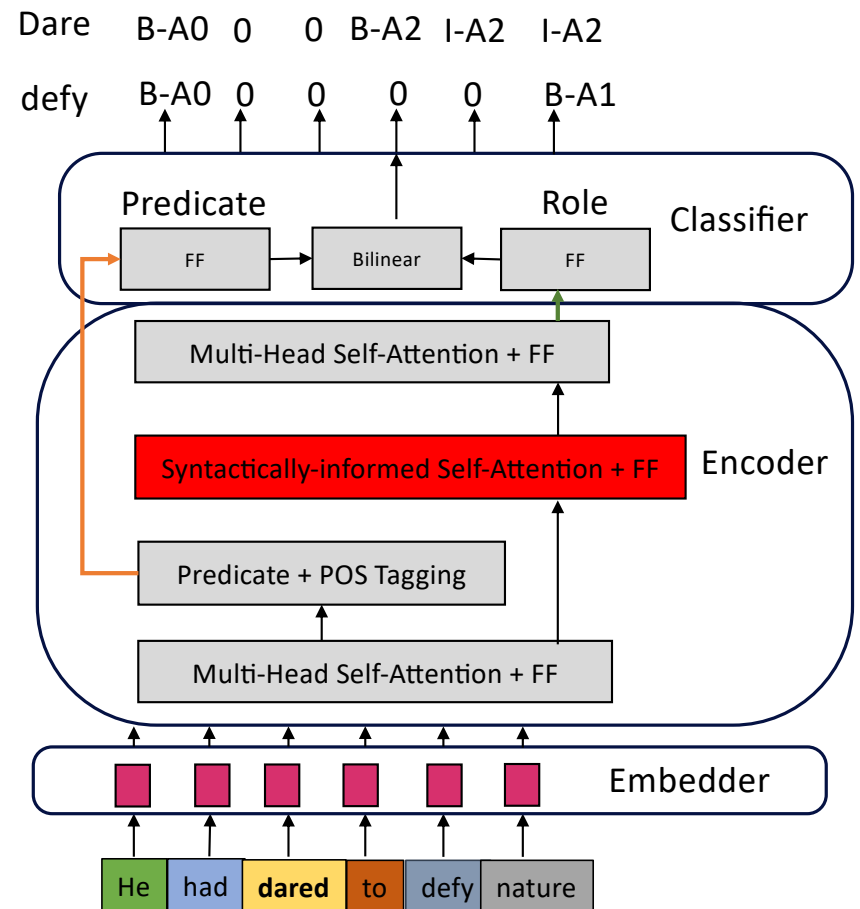 Dare B-A0 0 0 B-A2 I-A2 I-A2
defy B-A0 0 0 0 0 B-A1
Predicate Role Classifier
FF Bilinear FF
Multi-Head Self-Attention + FF
Syntactically-informed Self-Attention + FF Encoder
Predicate + POS Tagging
Multi-Head Self-Attention + FF
Embedder
He had dared to defy nature